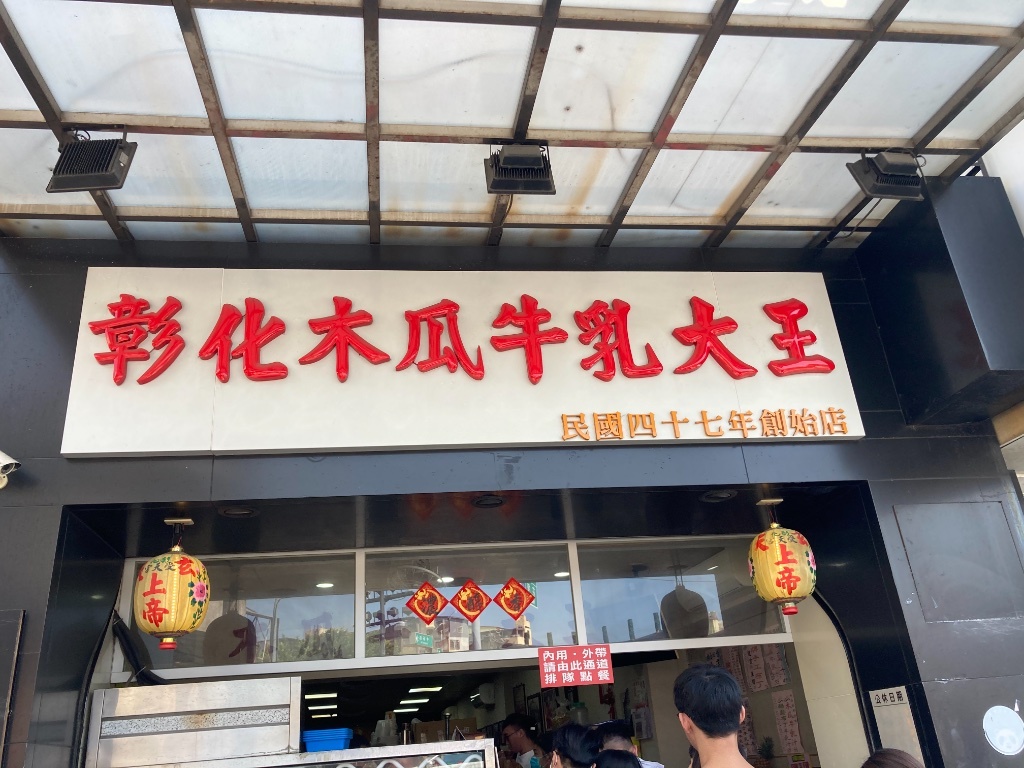 彰化木瓜牛乳大王
民國四十七年創始店
玄
上
帝
上
帝
內用・外帶
請由此通道
排隊點餐
公休日期